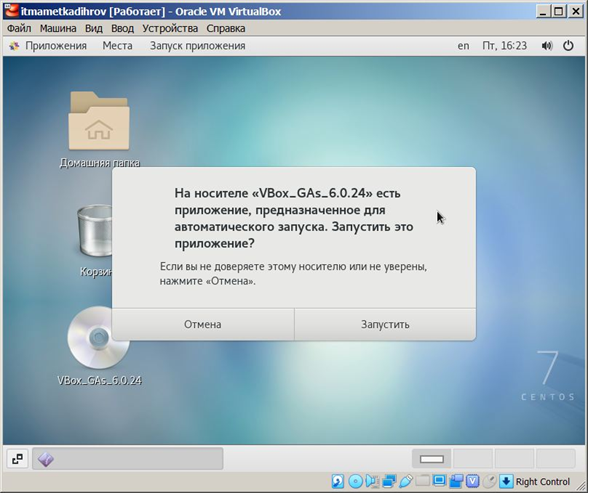 itmametkadihrov [Работает] - Oracle VM VirtualBox
Файл Машина Вид Ввод Устройства Справка
Приложения Места Запуск приложения en Пт, 16:23
Домашняя папка
На носителе «VBox_GAs_6.0.24» есть
приложение, предназначенное для
автоматического запуска. Запустить это
приложение?
Если вы не доверяете этому носителю или не уверены,
нажмите «Отмена».
Корзин
Отмена Запустить
VBox_GAs_6.0.24
7
CENTOS
Right Control